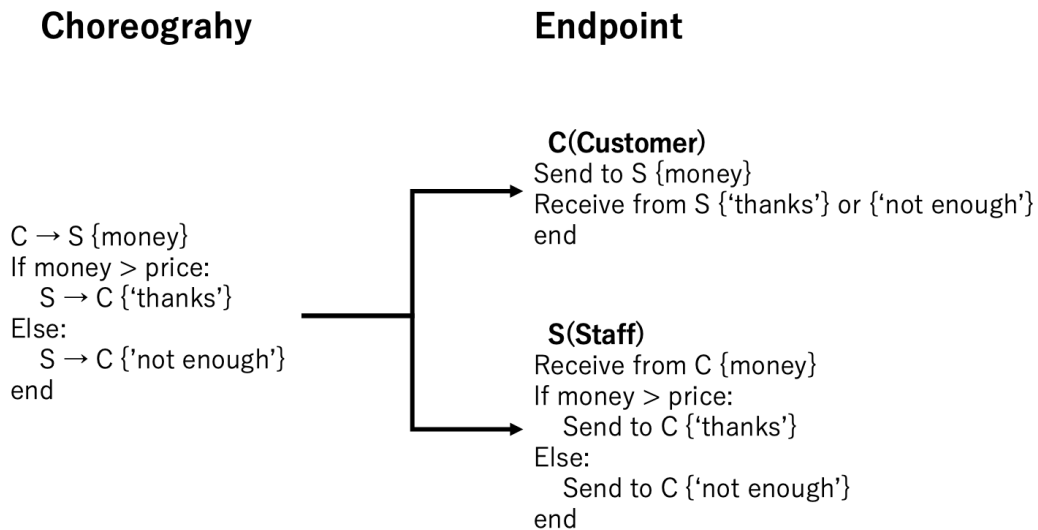 Choreograhy
C → S {money}
If money > price:
S → C {‘thanks’}
Else:
S → C {’not enough’}
end
Endpoint
C(Customer)
Send to S {money}
Receive from S {‘thanks’} or {‘not enough’}
end
S(Staff)
Receive from C {money}
If money > price:
Send to C {‘thanks’}
Else:
Send to C {‘not enough’}
end